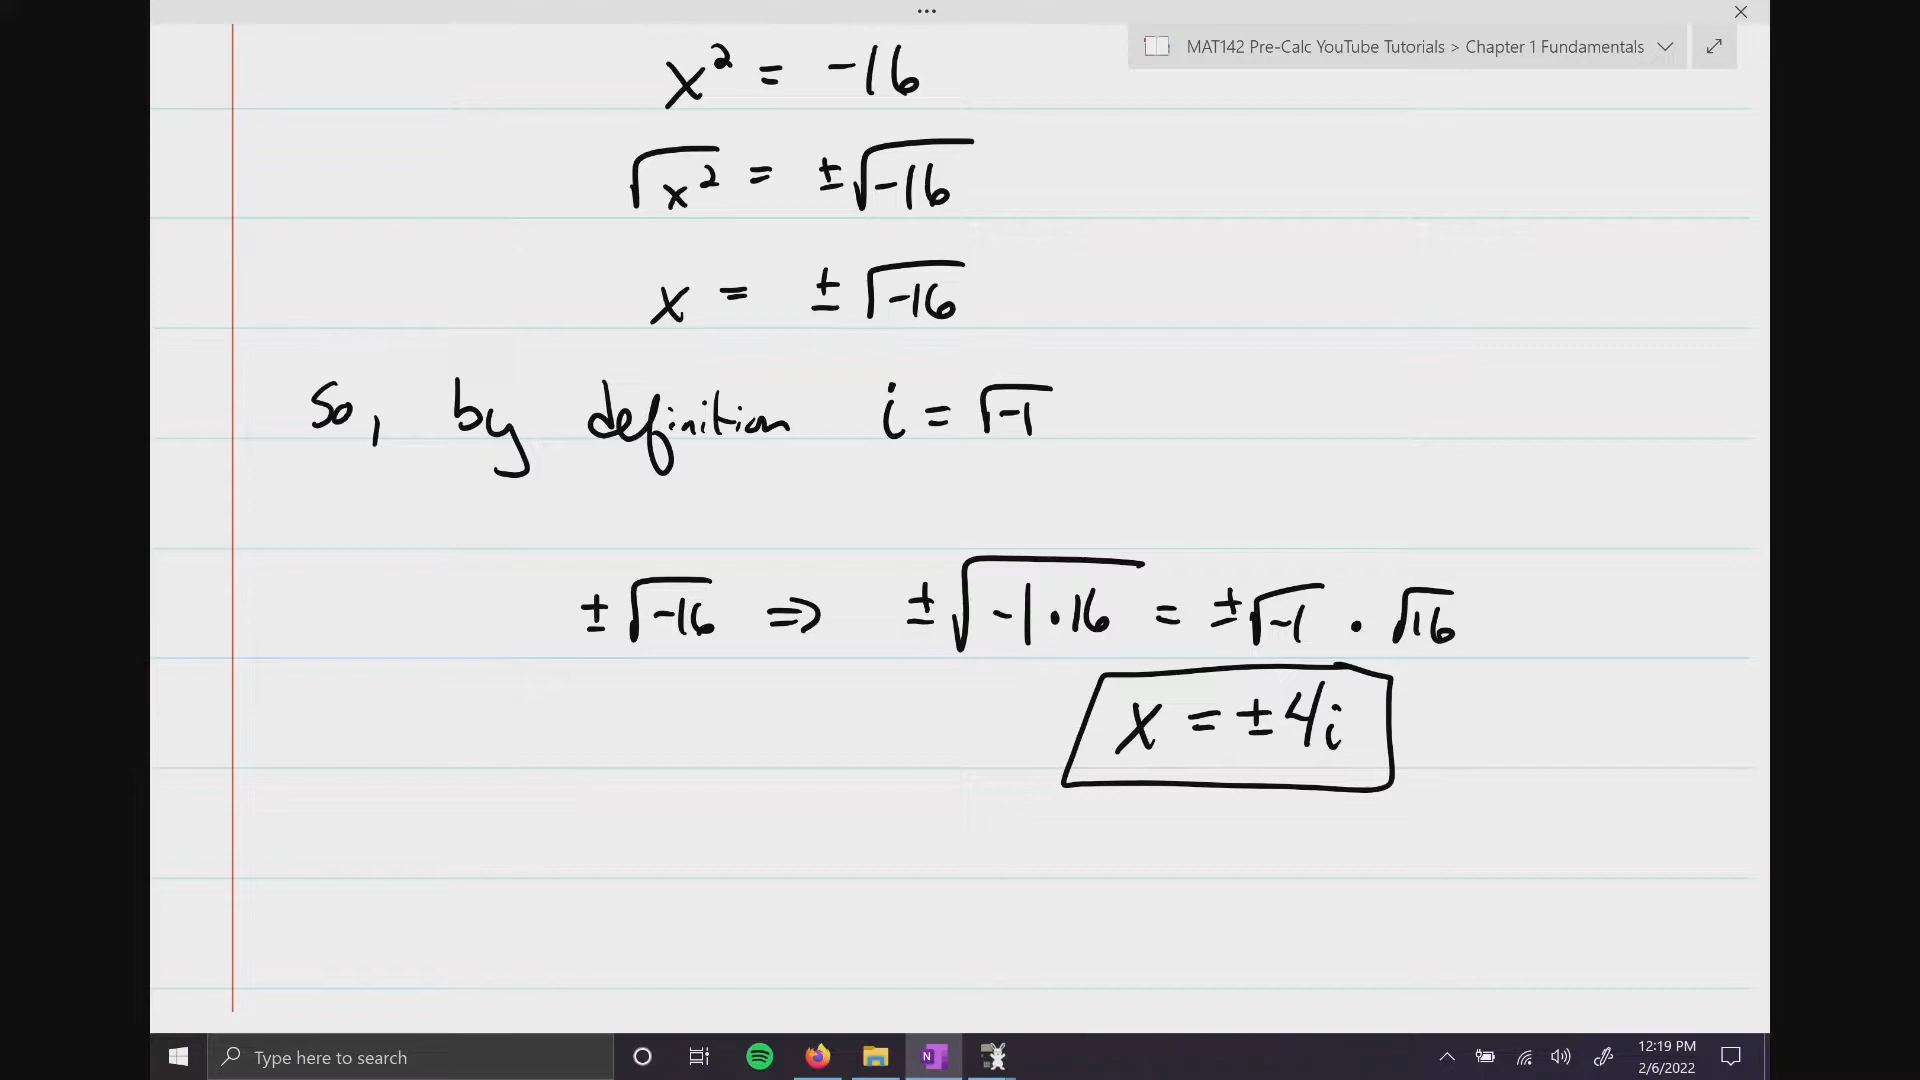 ...
MAT142 Pre-Calc YouTube Tutorials > Chapter 1 Fundamentals
x² = -16
√x² = ±√-16
x = ±√-16
So, by definition i = √-1
±√-16 ⇒ ±√-1·16 = ±√-1 · √16
x = ±4i
Type here to search
N
12:19 PM
2/6/2022